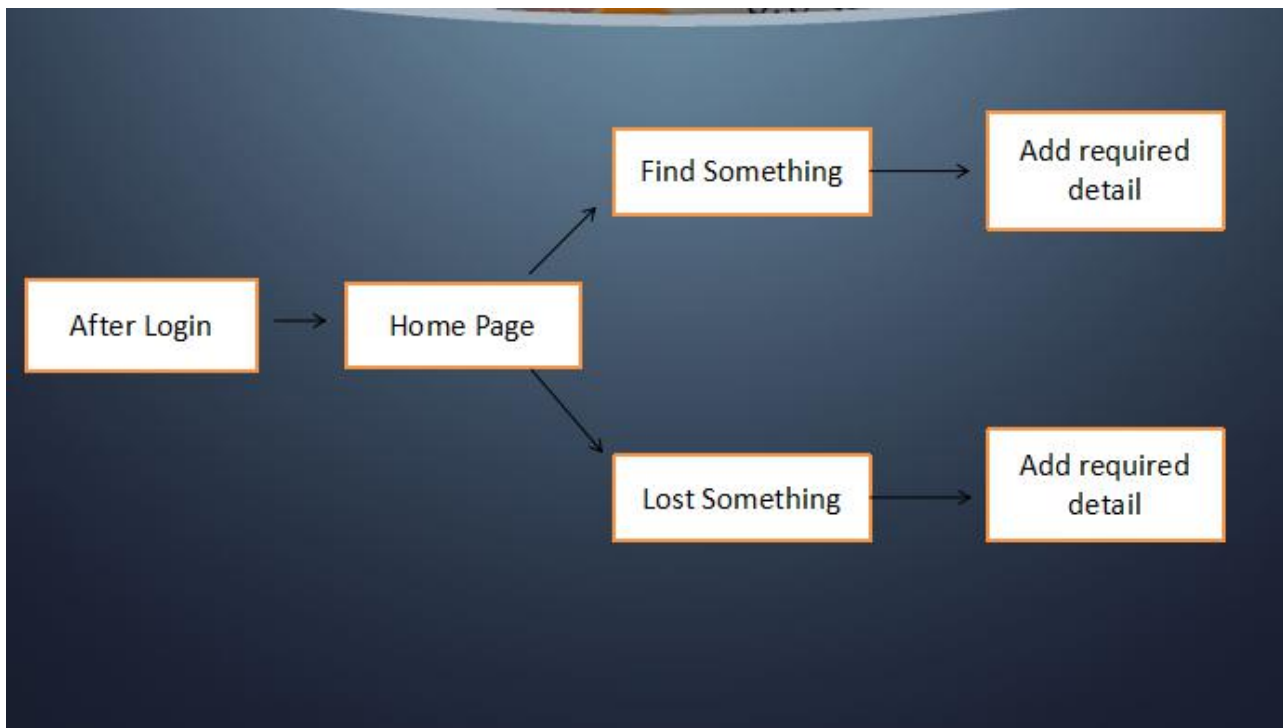 After Login
Home Page
Find Something
Add required
detail
Lost Something
Add required
detail